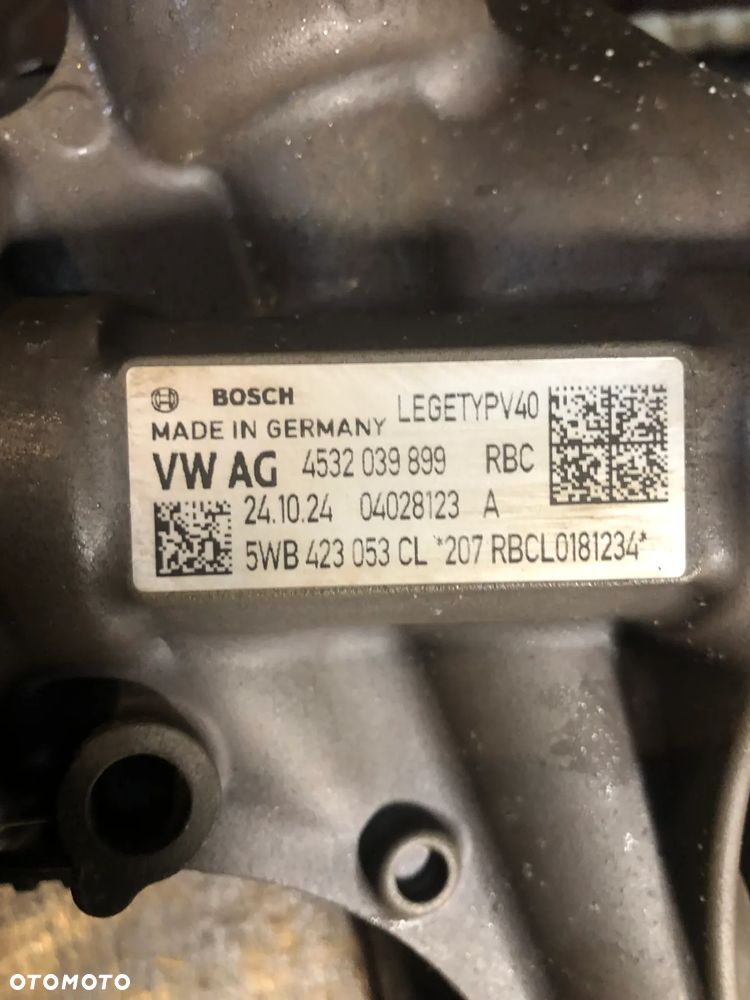 BOSCH LEGETYPV40
MADE IN GERMANY
VW AG 4532 039 899 RBC
24.10.24 04028123 A
5WB 423 053 CL *207 RBCL0181234*
OTOMOTO